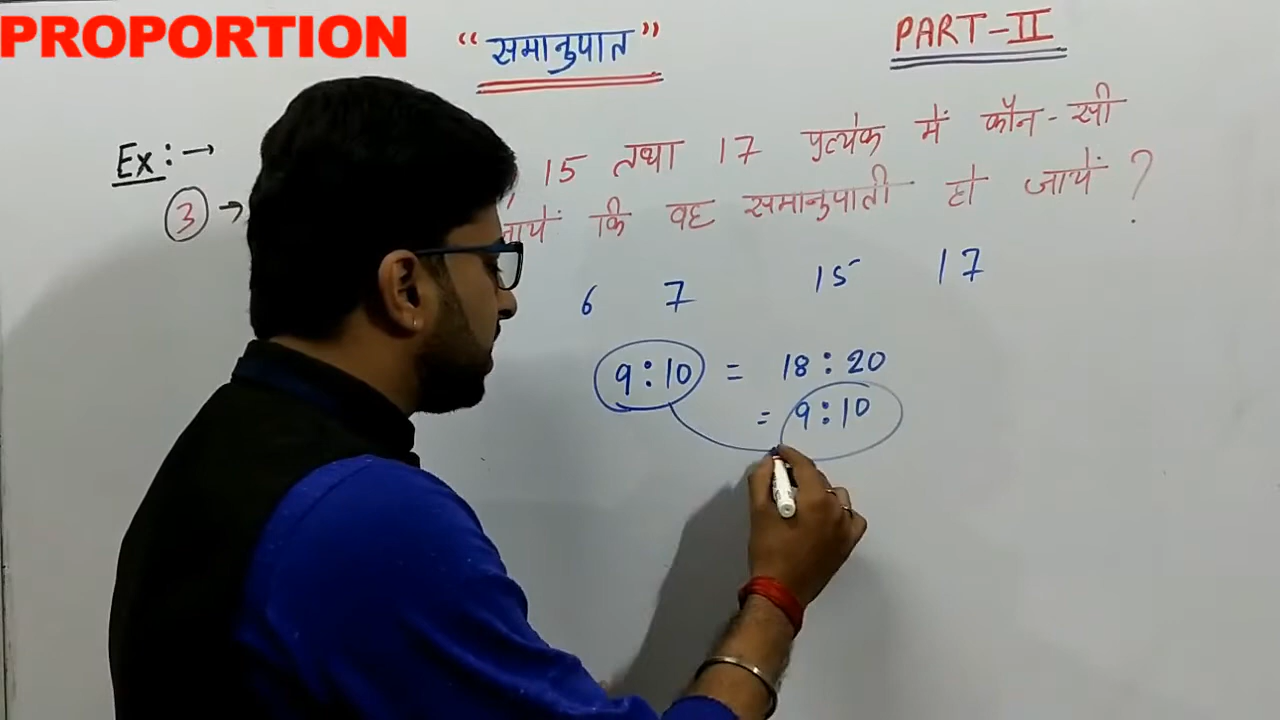 PROPORTION
“समानुपात”
PART-II
Ex:→
③→
15 तथा 17 प्रत्येक में कौन-सी
कि वह समानुपाती हो जायें ?
6 7 15 17
9:10 = 18:20
= 9:10